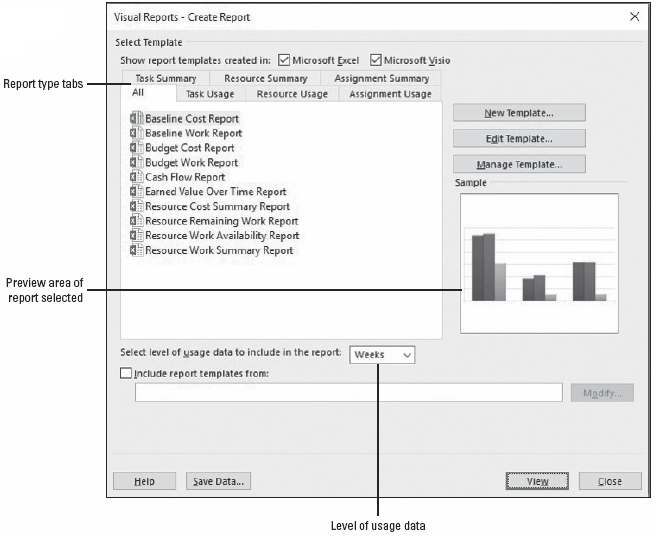 Visual Reports - Create Report
Select Template
Show report templates created in: Microsoft Excel Microsoft Visio
Report type tabs
Task Summary Resource Summary Assignment Summary
All Task Usage Resource Usage Assignment Usage
Baseline Cost Report
Baseline Work Report
Budget Cost Report
Budget Work Report
Cash Flow Report
Earned Value Over Time Report
Resource Cost Summary Report
Resource Remaining Work Report
Resource Work Availability Report
Resource Work Summary Report
New Template...
Edit Template...
Manage Template...
Sample
Preview area of
report selected
Select level of usage data to include in the report: Weeks
Include report templates from:
Modify...
Help Save Data... View Close
Level of usage data